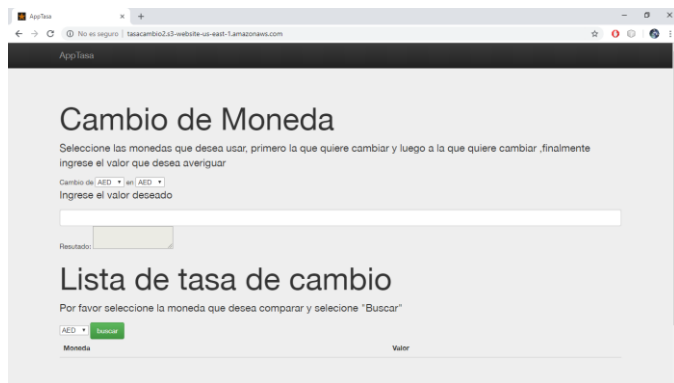 AppTasa
No es seguro | tasacambio2.s3-website-us-east-1.amazonaws.com
AppTasa
Cambio de Moneda
Seleccione las monedas que desea usar, primero la que quiere cambiar y luego a la que quiere cambiar ,finalmente
ingrese el valor que desea averiguar
Cambio de AED en AED
Ingrese el valor deseado
Resutado:
Lista de tasa de cambio
Por favor seleccione la moneda que desea comparar y selecione "Buscar"
AED buscar
Moneda Valor